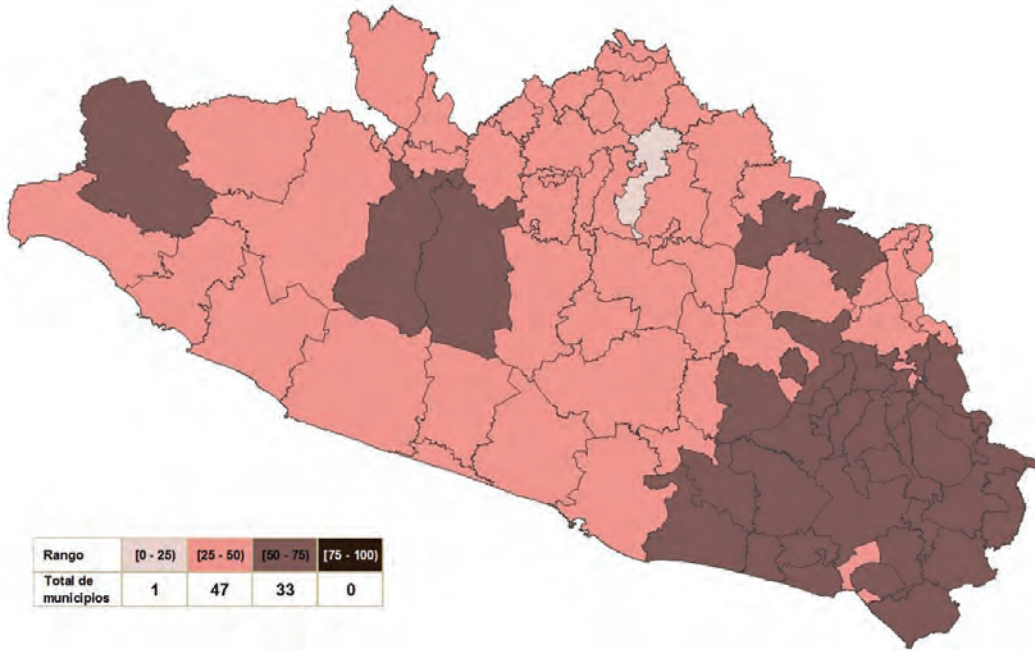 Rango [0 - 25) [25 - 50) [50 - 75) [75 - 100)
Total de municipios 1 47 33 0